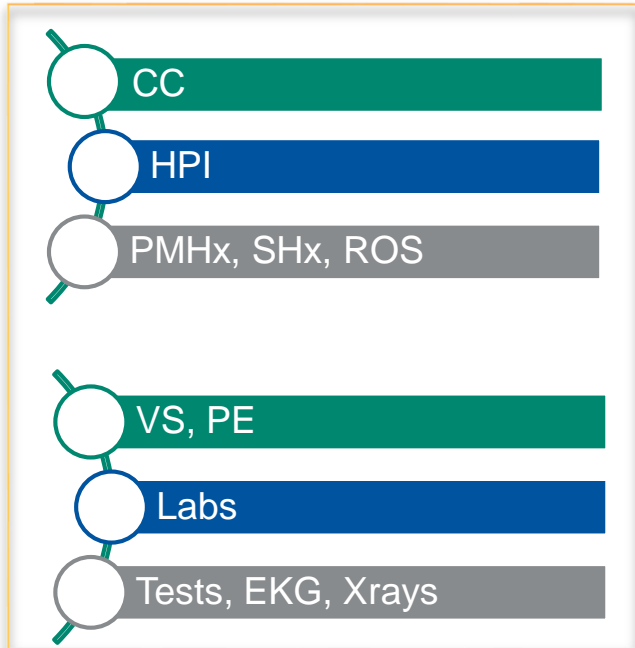 CC
HPI
PMHx, SHx, ROS
VS, PE
Labs
Tests, EKG, Xrays